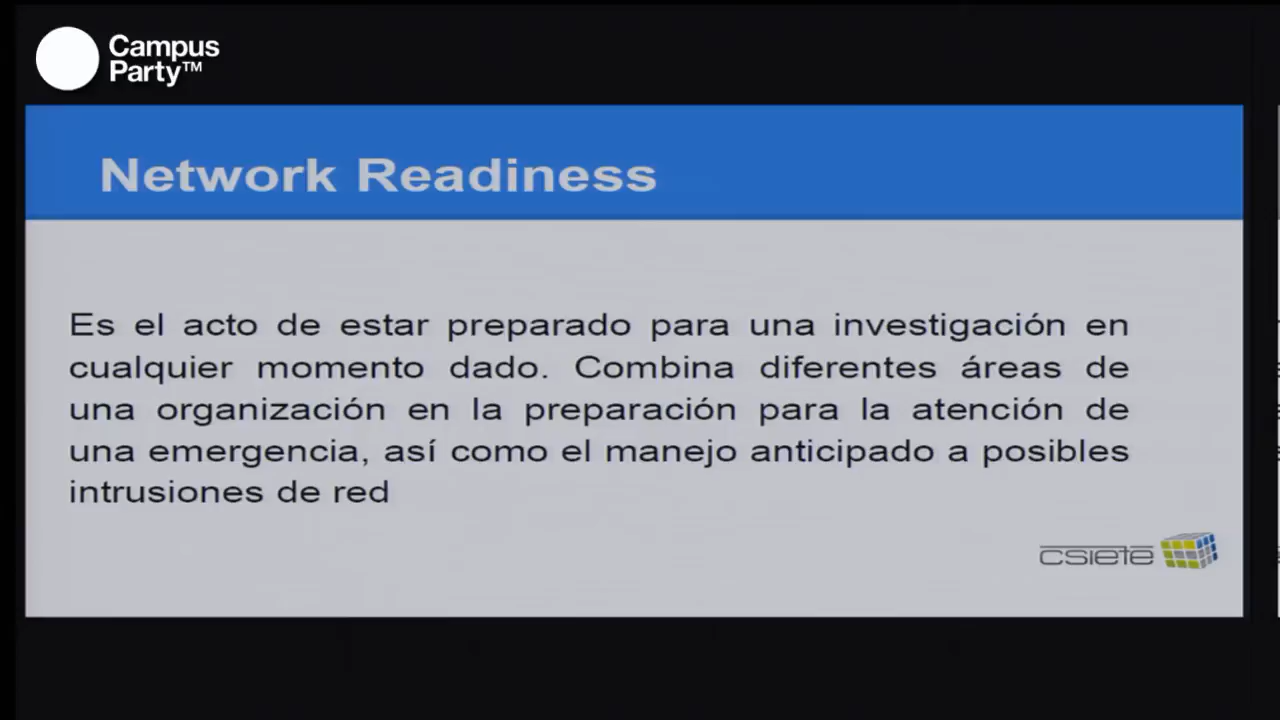 Campus
Party™
Network Readiness
Es el acto de estar preparado para una investigación en
cualquier momento dado. Combina diferentes áreas de
una organización en la preparación para la atención de
una emergencia, así como el manejo anticipado a posibles
intrusiones de red
csiete